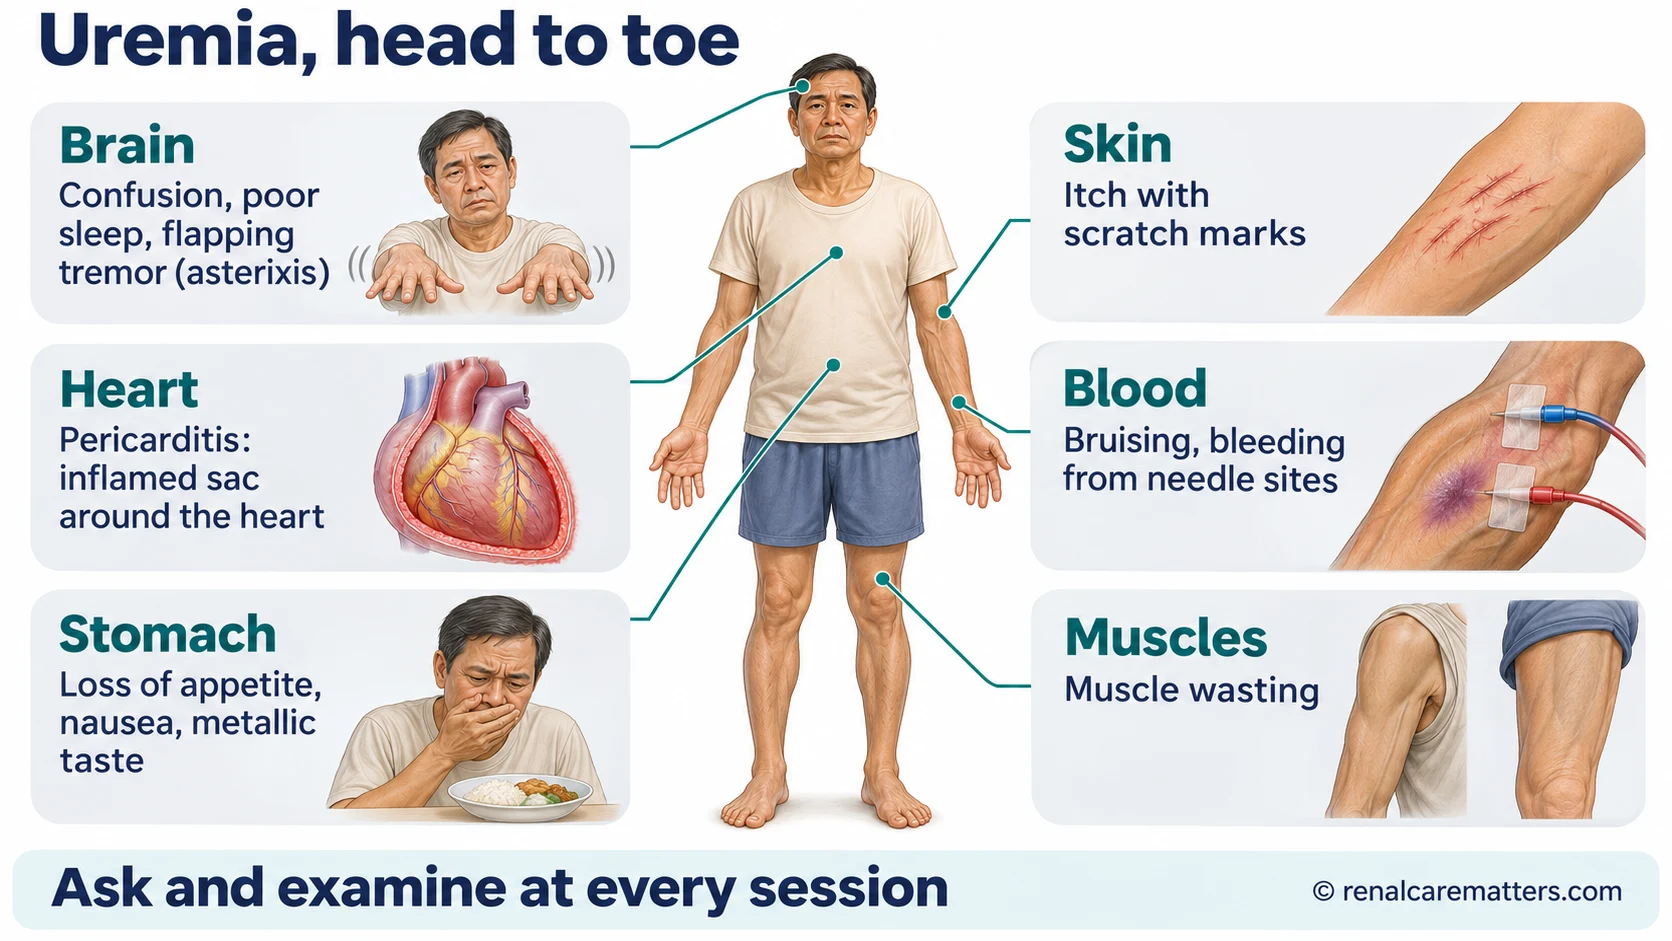 Uremia, head to toe
Brain
Confusion, poor
sleep, flapping
tremor (asterixis)
Heart
Pericarditis:
inflamed sac
around the heart
Stomach
Loss of appetite,
nausea, metallic
taste
Skin
Itch with
scratch marks
Blood
Bruising, bleeding
from needle sites
Muscles
Muscle wasting
Ask and examine at every session
© renalcarematters.com